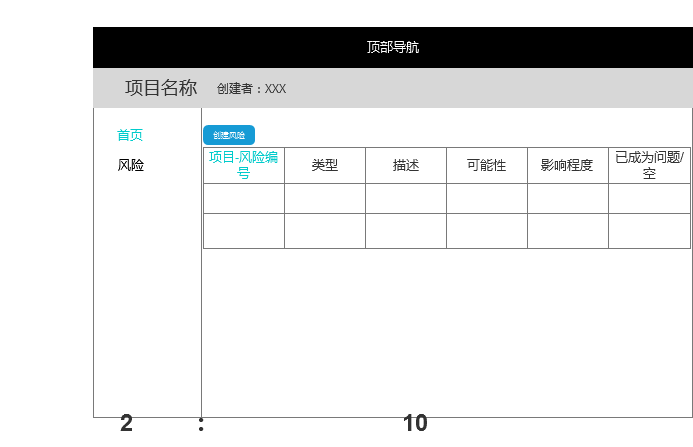 顶部导航
项目名称 创建者：XXX
首页
风险
创建风险
项目-风险编
号
类型
描述
可能性
影响程度
已成为问题/
空
2 : 10